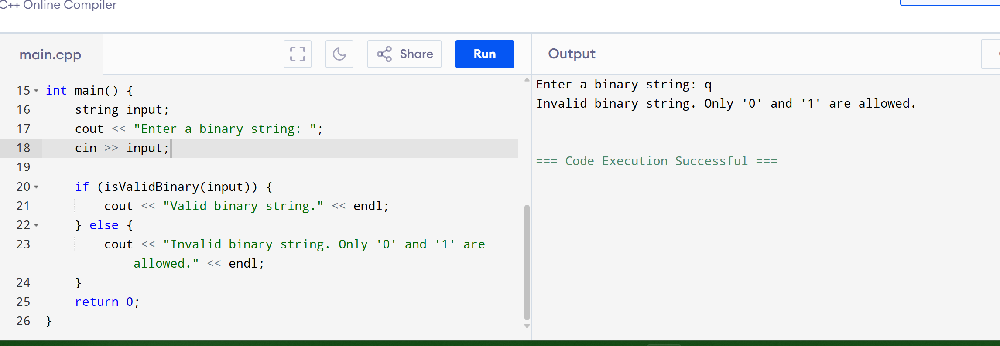 C++ Online Compiler
main.cpp
Share
Run
Output
15 int main() {
16     string input;
17     cout << "Enter a binary string: ";
18     cin >> input;
19
20     if (isValidBinary(input)) {
21         cout << "Valid binary string." << endl;
22     } else {
23         cout << "Invalid binary string. Only '0' and '1' are
            allowed." << endl;
24     }
25     return 0;
26 }
Enter a binary string: q
Invalid binary string. Only '0' and '1' are allowed.
=== Code Execution Successful ===